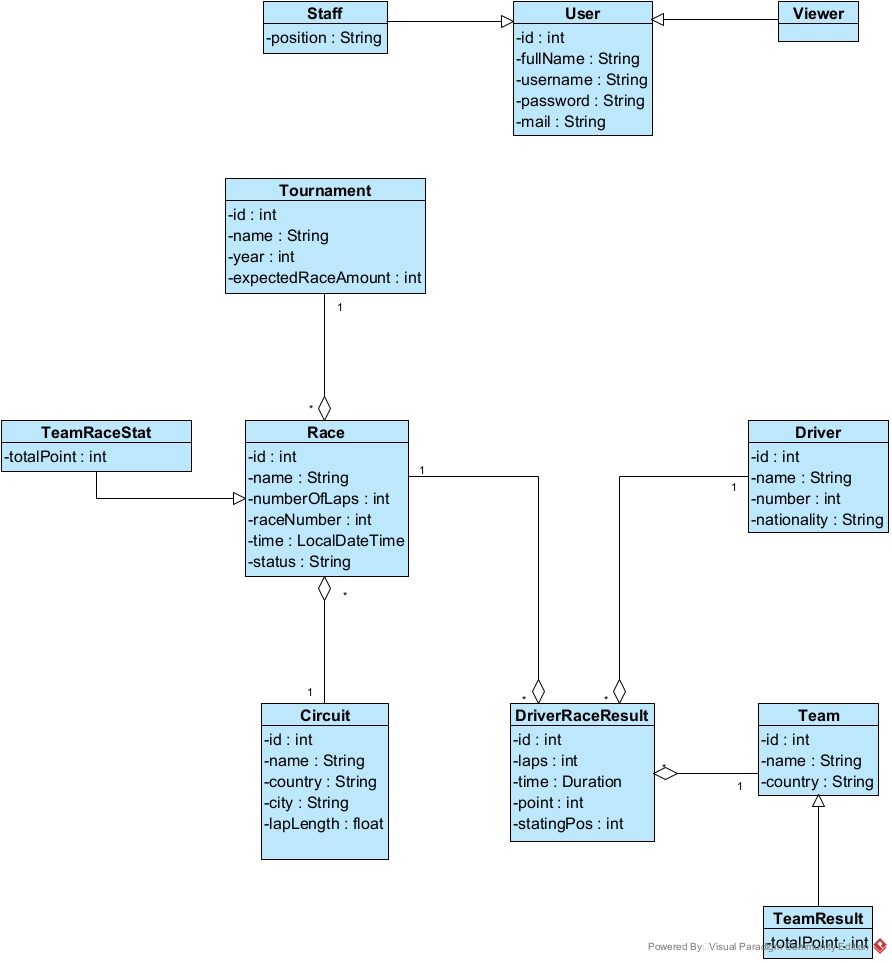 Staff
-position : String
User
-id : int
-fullName : String
-username : String
-password : String
-mail : String
Viewer
Tournament
-id : int
-name : String
-year : int
-expectedRaceAmount : int
1
*
TeamRaceStat
-totalPoint : int
Race
-id : int
-name : String
-numberOfLaps : int
-raceNumber : int
-time : LocalDateTime
-status : String
1
*
Driver
-id : int
-name : String
-number : int
-nationality : String
1
1
Circuit
-id : int
-name : String
-country : String
-city : String
-lapLength : float
*
*
DriverRaceResult
-id : int
-laps : int
-time : Duration
-point : int
-statingPos : int
*
1
Team
-id : int
-name : String
-country : String
TeamResult
-totalPoint : int
Powered By Visual Paradigm Community Edition